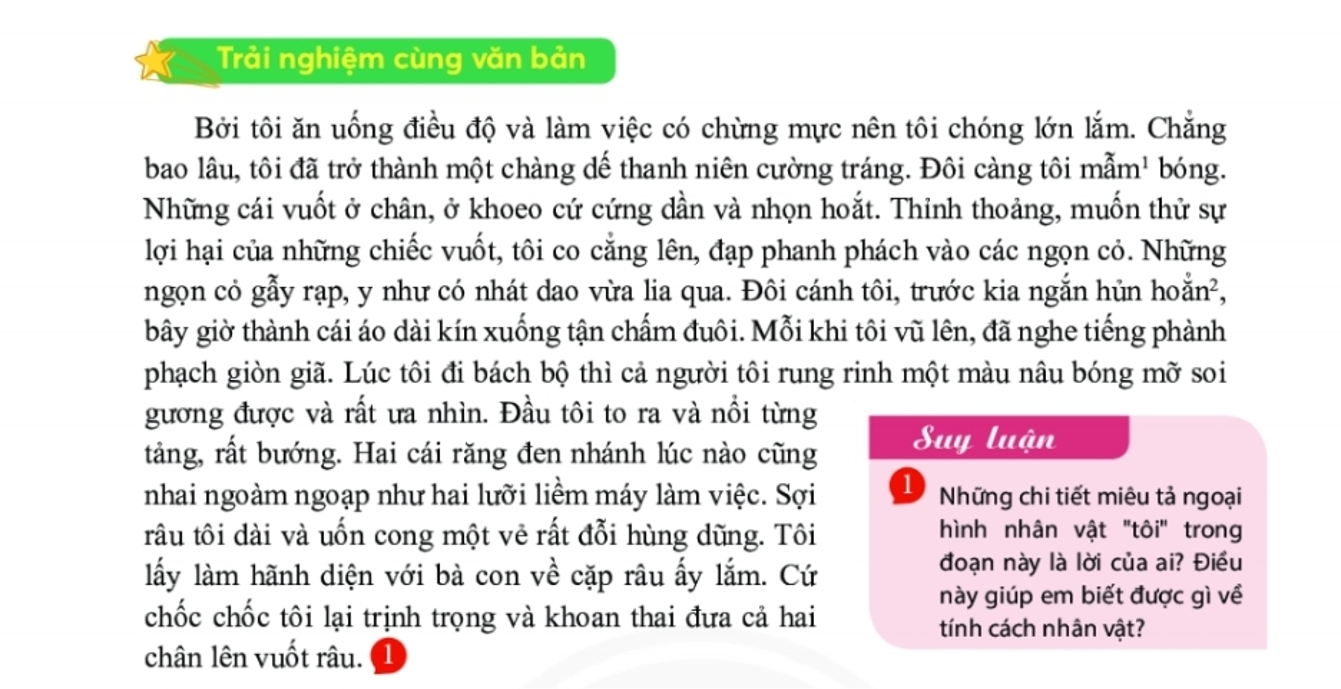 Trải nghiệm cùng văn bản
Bởi tôi ăn uống điều độ và làm việc có chừng mực nên tôi chóng lớn lắm. Chẳng
bao lâu, tôi đã trở thành một chàng dế thanh niên cường tráng. Đôi càng tôi mẫm¹ bóng.
Những cái vuốt ở chân, ở khoeo cứ cứng dần và nhọn hoắt. Thỉnh thoảng, muốn thử sự
lợi hại của những chiếc vuốt, tôi co cẳng lên, đạp phanh phách vào các ngọn cỏ. Những
ngọn cỏ gẫy rạp, y như có nhát dao vừa lia qua. Đôi cánh tôi, trước kia ngắn hủn hoẳn²,
bây giờ thành cái áo dài kín xuống tận chấm đuôi. Mỗi khi tôi vũ lên, đã nghe tiếng phành
phạch giòn giã. Lúc tôi đi bách bộ thì cả người tôi rung rinh một màu nâu bóng mỡ soi
gương được và rất ưa nhìn. Đầu tôi to ra và nổi từng
tảng, rất bướng. Hai cái răng đen nhánh lúc nào cũng
nhai ngoàm ngoạp như hai lưỡi liềm máy làm việc. Sợi
râu tôi dài và uốn cong một vẻ rất đỗi hùng dũng. Tôi
lấy làm hãnh diện với bà con về cặp râu ấy lắm. Cứ
chốc chốc tôi lại trịnh trọng và khoan thai đưa cả hai
chân lên vuốt râu. 1
Suy luận
1 Những chi tiết miêu tả ngoại
hình nhân vật "tôi" trong
đoạn này là lời của ai? Điều
này giúp em biết được gì về
tính cách nhân vật?